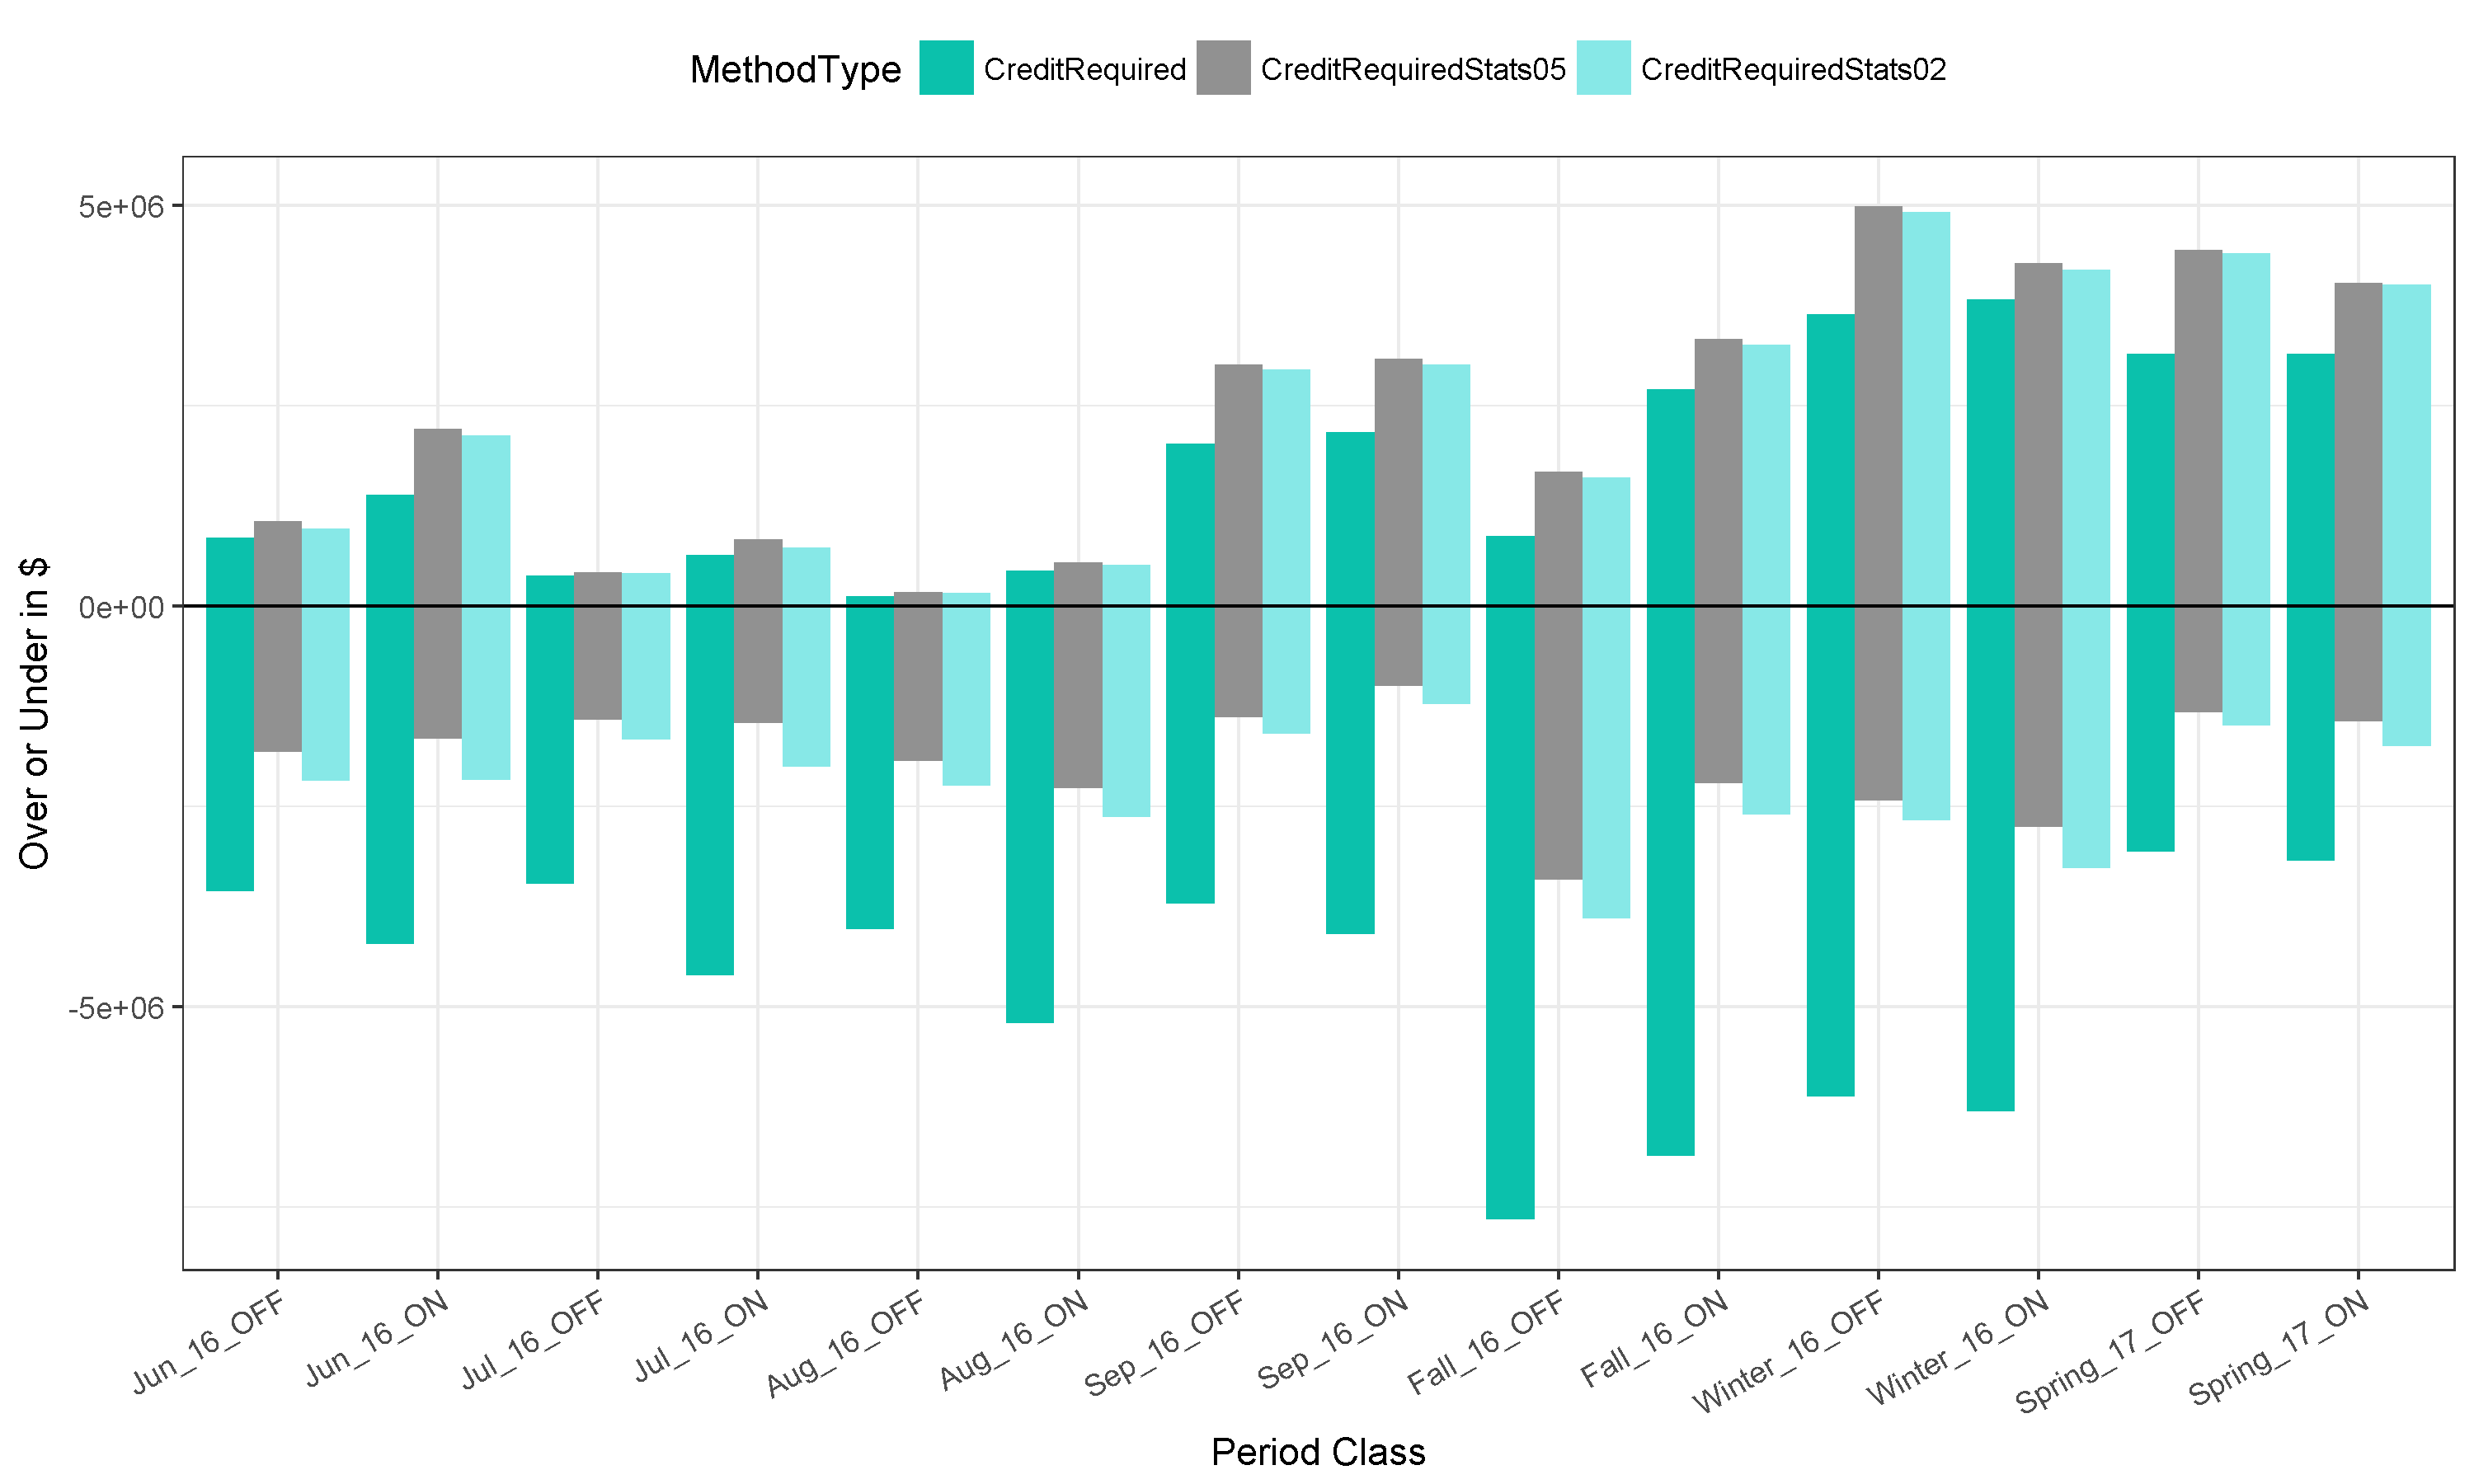 MethodType CreditRequired CreditRequiredStats05 CreditRequiredStats02
Over or Under in $
5e+06
0e+00
-5e+06
Jun_16_OFF
Jun_16_ON
Jul_16_OFF
Jul_16_ON
Aug_16_OFF
Aug_16_ON
Sep_16_OFF
Sep_16_ON
Fall_16_OFF
Fall_16_ON
Winter_16_OFF
Winter_16_ON
Spring_17_OFF
Spring_17_ON
Period Class